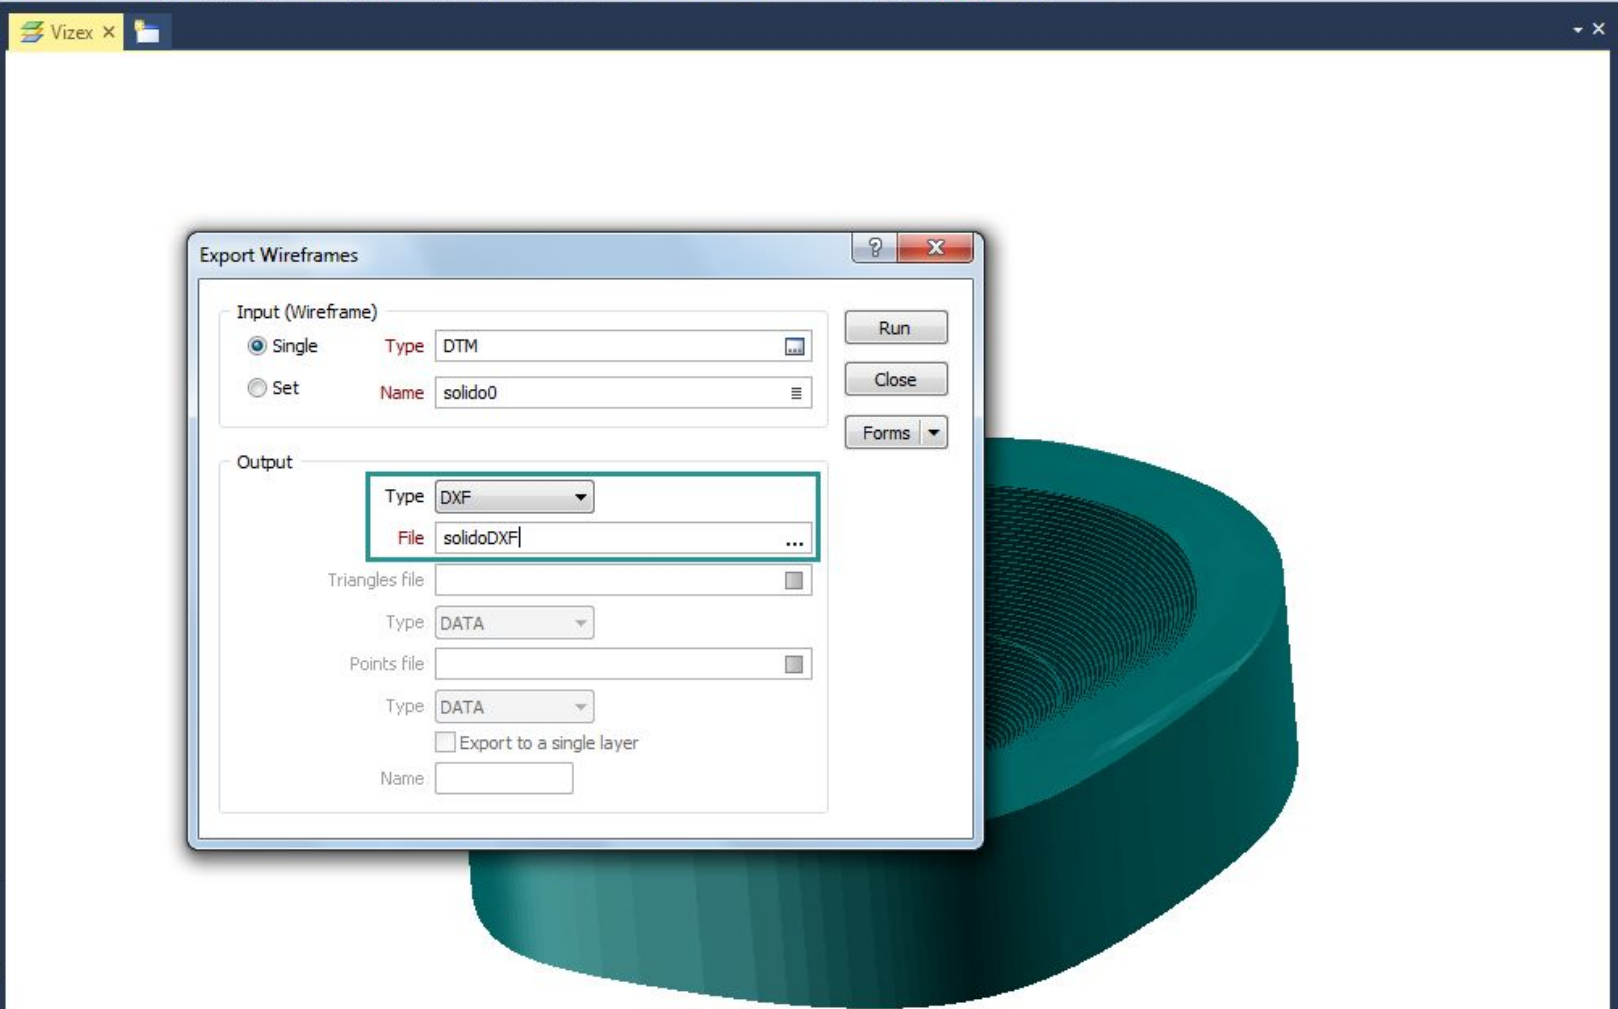 Vizex
Export Wireframes
?
Input (Wireframe)
Single Type DTM
Set Name solido0
Run
Close
Forms
Output
Type DXF
File solidoDXF
...
Triangles file
Type DATA
Points file
Type DATA
Export to a single layer
Name